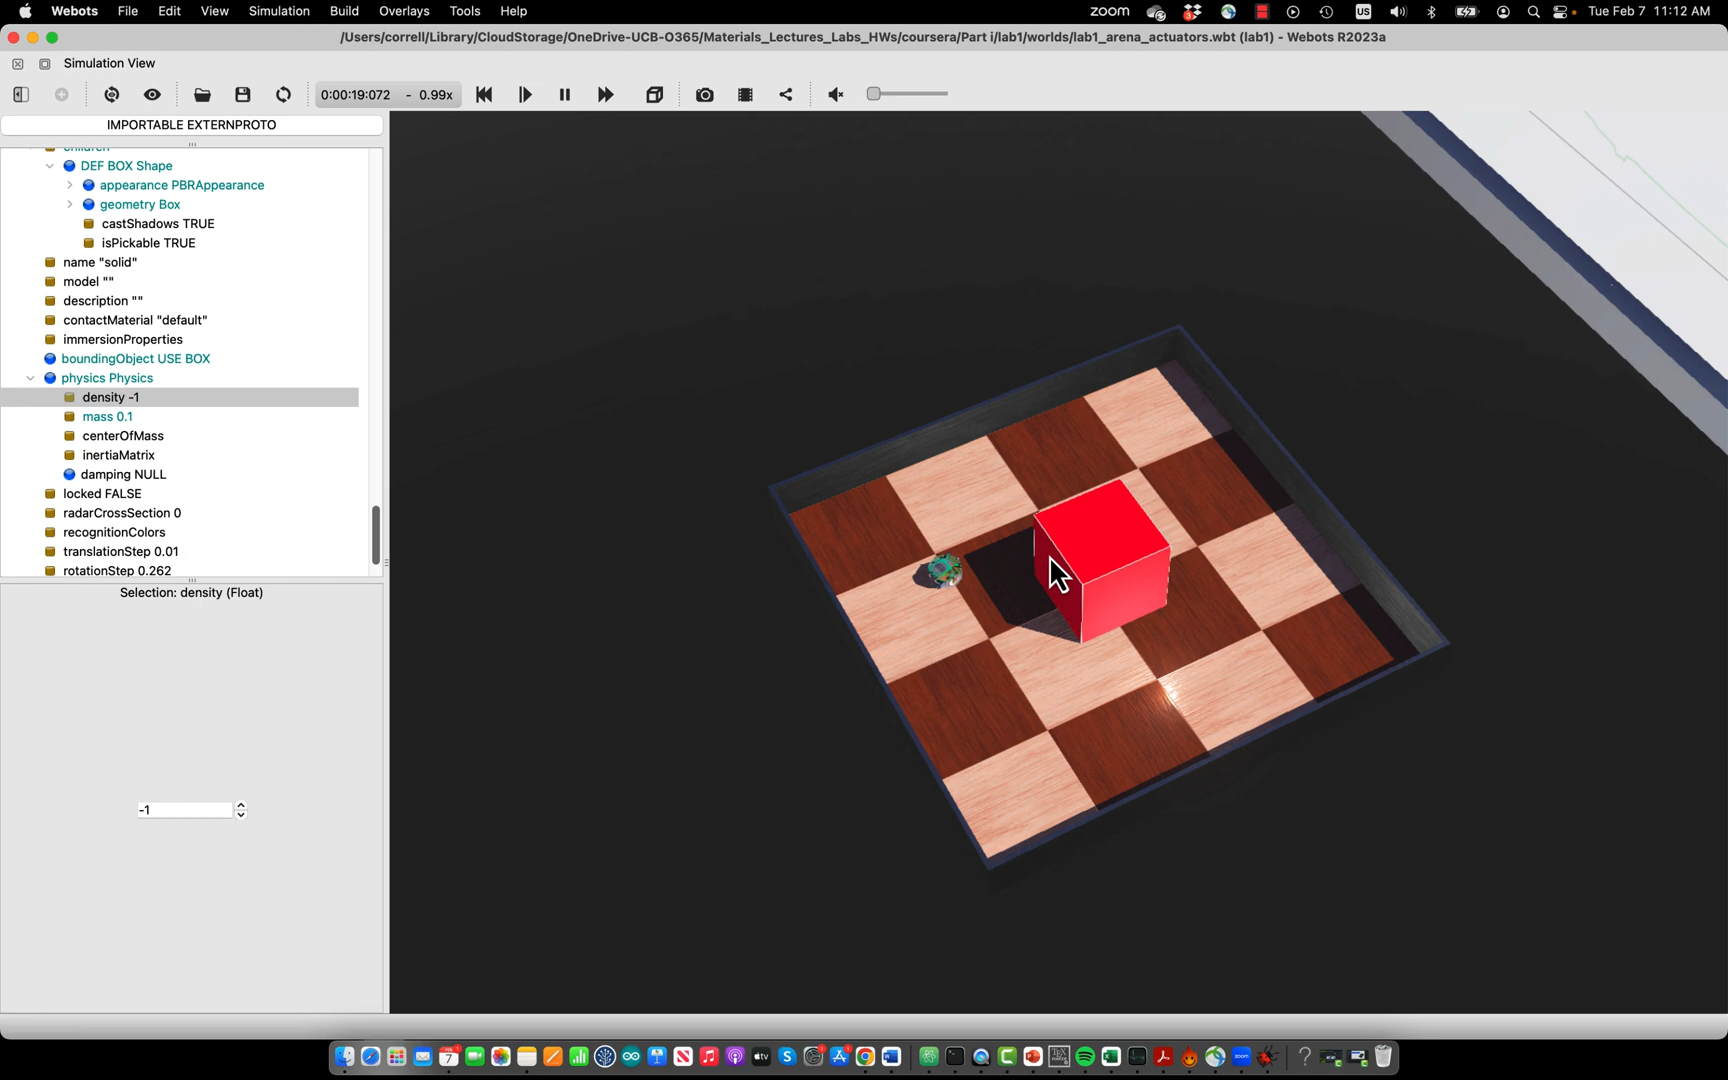 Webots File Edit View Simulation Build Overlays Tools Help
zoom 3 US Tue Feb 7 11:12 AM
/Users/correll/Library/CloudStorage/OneDrive-UCB-O365/Materials_Lectures_Labs_HWs/coursera/Part i/lab1/worlds/lab1_arena_actuators.wbt (lab1) - Webots R2023a
Simulation View
0:00:19:072 - 0.99x
IMPORTABLE EXTERNPROTO
children
DEF BOX Shape
appearance PBRAppearance
geometry Box
castShadows TRUE
isPickable TRUE
name "solid"
model ""
description ""
contactMaterial "default"
immersionProperties
boundingObject USE BOX
physics Physics
density -1
mass 0.1
centerOfMass
inertiaMatrix
damping NULL
locked FALSE
radarCrossSection 0
recognitionColors
translationStep 0.01
rotationStep 0.262
Selection: density (Float)
-1